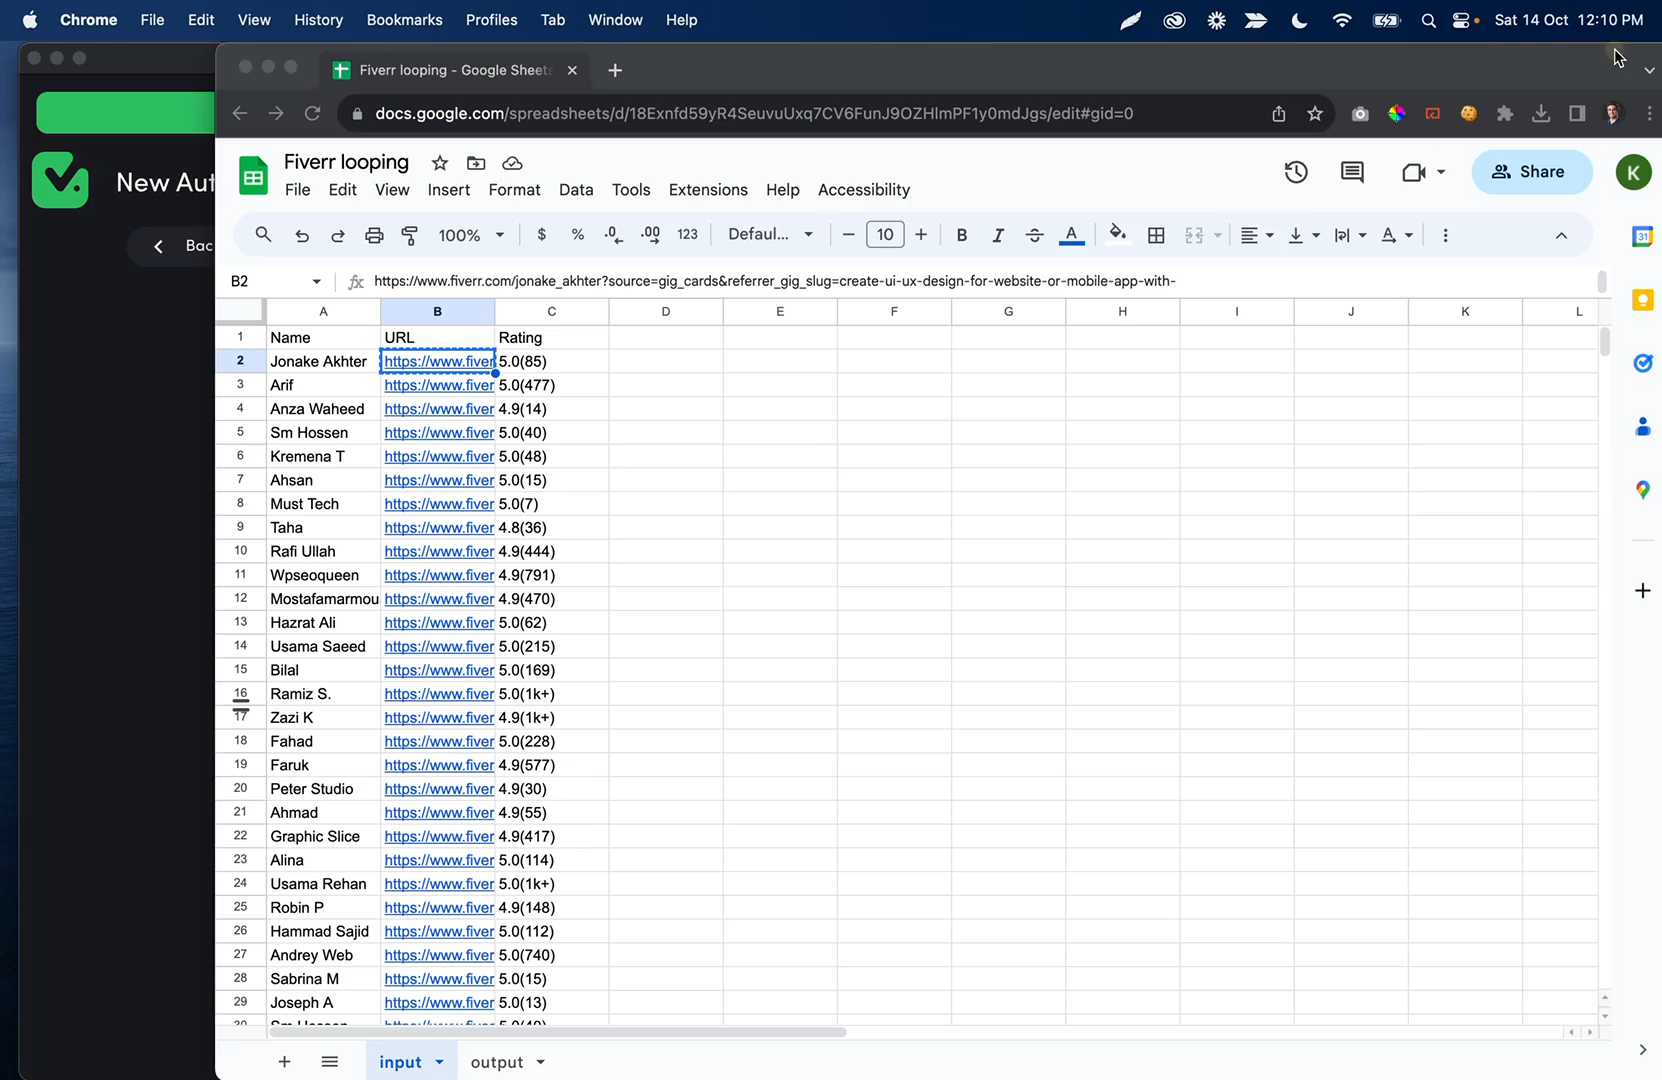 Chrome File Edit View History Bookmarks Profiles Tab Window Help Sat 14 Oct 12:10 PM
Fiverr looping - Google Sheets
docs.google.com/spreadsheets/d/18Exnfd59yR4SeuvuUxq7CV6FunJ9OZHlmPF1y0mdJgs/edit#gid=0
New Aut
Bac
Fiverr looping
File Edit View Insert Format Data Tools Extensions Help Accessibility
Share
K
100% $ % .0 .00 123 Defaul... 10 B I S A
31
B2 fx https://www.fiverr.com/jonake_akhter?source=gig_cards&referrer_gig_slug=create-ui-ux-design-for-website-or-mobile-app-with-
A B C D E F G H I J K L
1 Name URL Rating
2 Jonake Akhter https://www.fiver 5.0(85)
3 Arif https://www.fiver 5.0(477)
4 Anza Waheed https://www.fiver 4.9(14)
5 Sm Hossen https://www.fiver 5.0(40)
6 Kremena T https://www.fiver 5.0(48)
7 Ahsan https://www.fiver 5.0(15)
8 Must Tech https://www.fiver 5.0(7)
9 Taha https://www.fiver 4.8(36)
10 Rafi Ullah https://www.fiver 4.9(444)
11 Wpseoqueen https://www.fiver 4.9(791)
12 Mostafamarmou https://www.fiver 4.9(470)
13 Hazrat Ali https://www.fiver 5.0(62)
14 Usama Saeed https://www.fiver 5.0(215)
15 Bilal https://www.fiver 5.0(169)
16 Ramiz S. https://www.fiver 5.0(1k+)
17 Zazi K https://www.fiver 4.9(1k+)
18 Fahad https://www.fiver 5.0(228)
19 Faruk https://www.fiver 4.9(577)
20 Peter Studio https://www.fiver 4.9(30)
21 Ahmad https://www.fiver 4.9(55)
22 Graphic Slice https://www.fiver 4.9(417)
23 Alina https://www.fiver 5.0(114)
24 Usama Rehan https://www.fiver 5.0(1k+)
25 Robin P https://www.fiver 4.9(148)
26 Hammad Sajid https://www.fiver 5.0(112)
27 Andrey Web https://www.fiver 5.0(740)
28 Sabrina M https://www.fiver 5.0(15)
29 Joseph A https://www.fiver 5.0(13)
30 Sm Hossen https://www.fiver 5.0(40)
input output